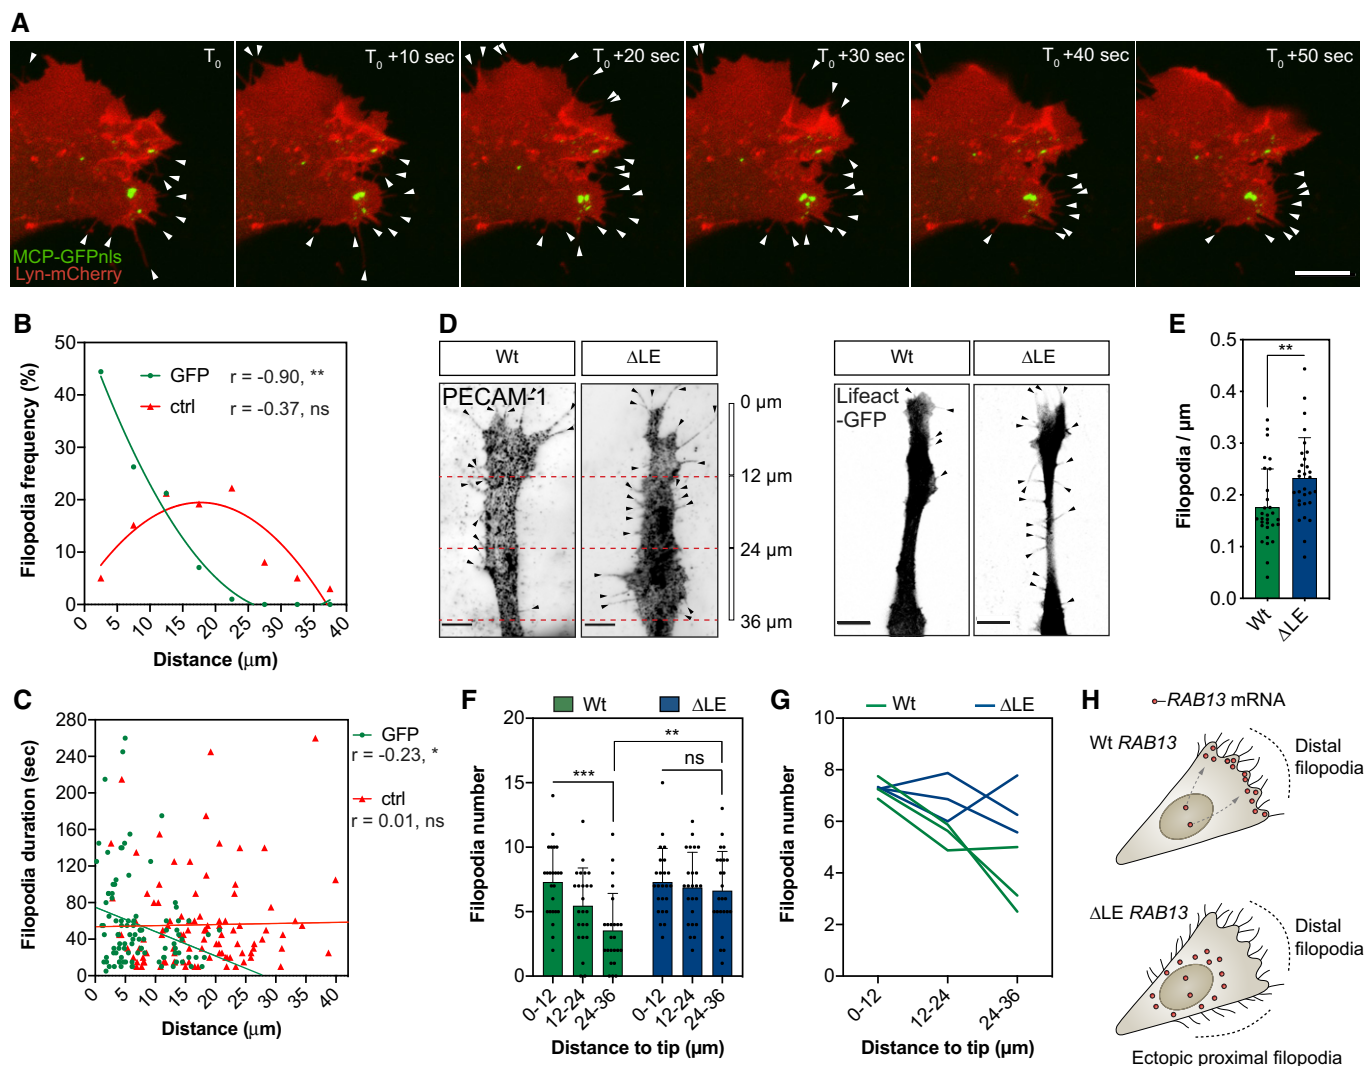 A
T0
T0 +10 sec
T0 +20 sec
T0 +30 sec
T0 +40 sec
T0 +50 sec
MCP-GFPnls
Lyn-mCherry
B
Filopodia frequency (%)
50
40
30
20
10
0
GFP r = -0.90, **
ctrl r = -0.37, ns
0 5 10 15 20 25 30 35 40
Distance (μm)
C
Filopodia duration (sec)
280
240
200
160
120
80
40
0
GFP
r = -0.23, *
ctrl
r = 0.01, ns
0 5 10 15 20 25 30 35 40
Distance (μm)
D
Wt
ΔLE
PECAM-1
0 μm
12 μm
24 μm
36 μm
Wt
ΔLE
Lifeact
-GFP
E
Filopodia / μm
0.5
0.4
0.3
0.2
0.1
0.0
**
Wt
ΔLE
F
Wt
ΔLE
Filopodia number
20
15
10
5
0
***
**
ns
0-12
12-24
24-36
0-12
12-24
24-36
Distance to tip (μm)
G
Wt
ΔLE
Filopodia number
10
8
6
4
2
0
0-12
12-24
24-36
Distance to tip (μm)
H
RAB13 mRNA
Wt RAB13
Distal
filopodia
ΔLE RAB13
Distal
filopodia
Ectopic proximal filopodia